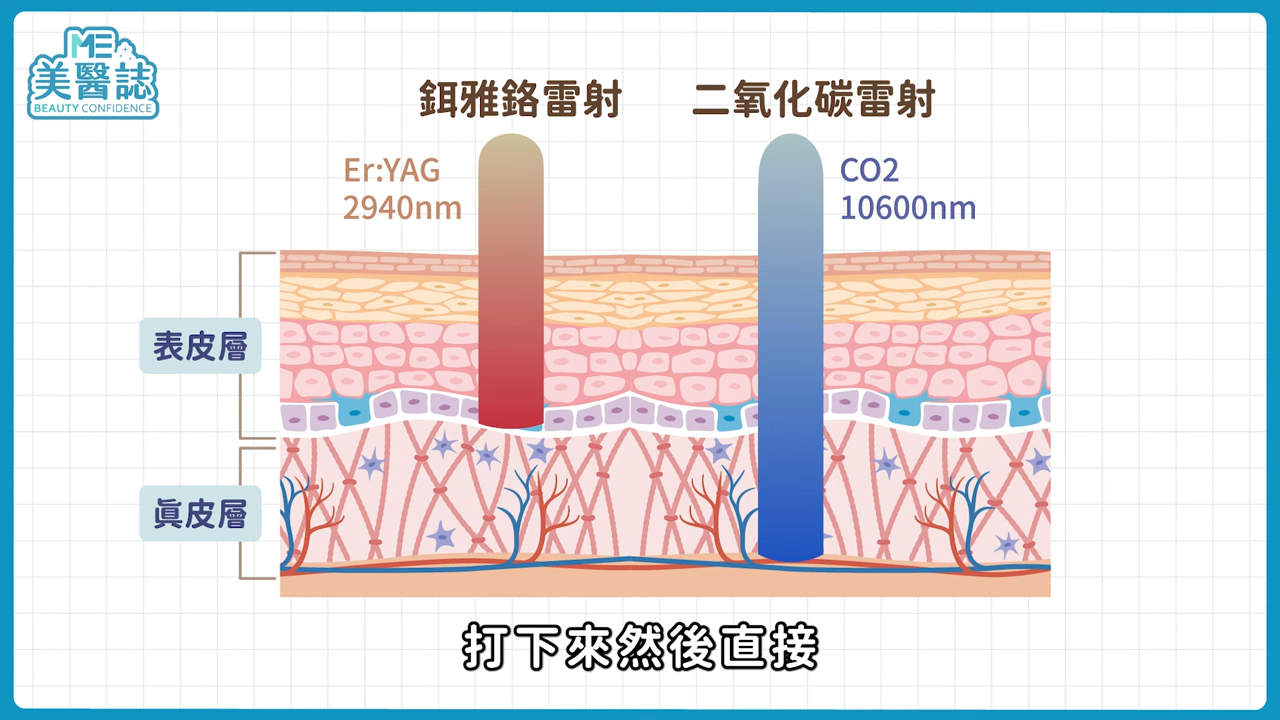 ME
美醫誌
BEAUTY CONFIDENCE
鉺雅鉻雷射
二氧化碳雷射
Er:YAG
2940nm
CO2
10600nm
表皮層
真皮層
打下來然後直接